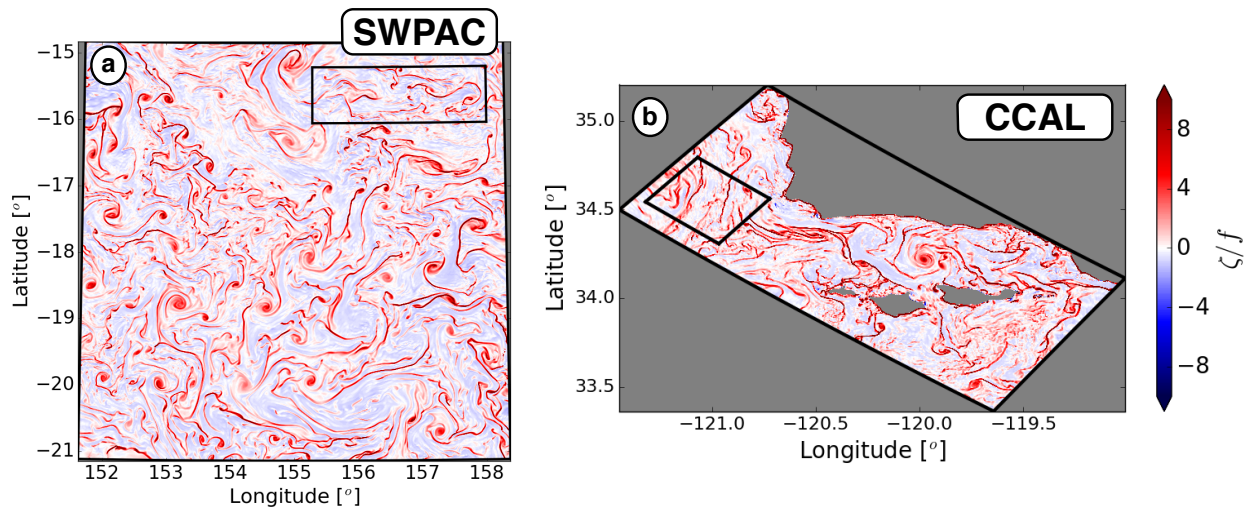 SWPAC
a
−15
−16
−17
−18
−19
−20
−21
Latitude [°]
152 153 154 155 156 157 158
Longitude [°]
CCAL
b
35.0
34.5
34.0
33.5
Latitude [°]
−121.0 −120.5 −120.0 −119.5
Longitude [°]
8
4
0
−4
−8
ζ/f